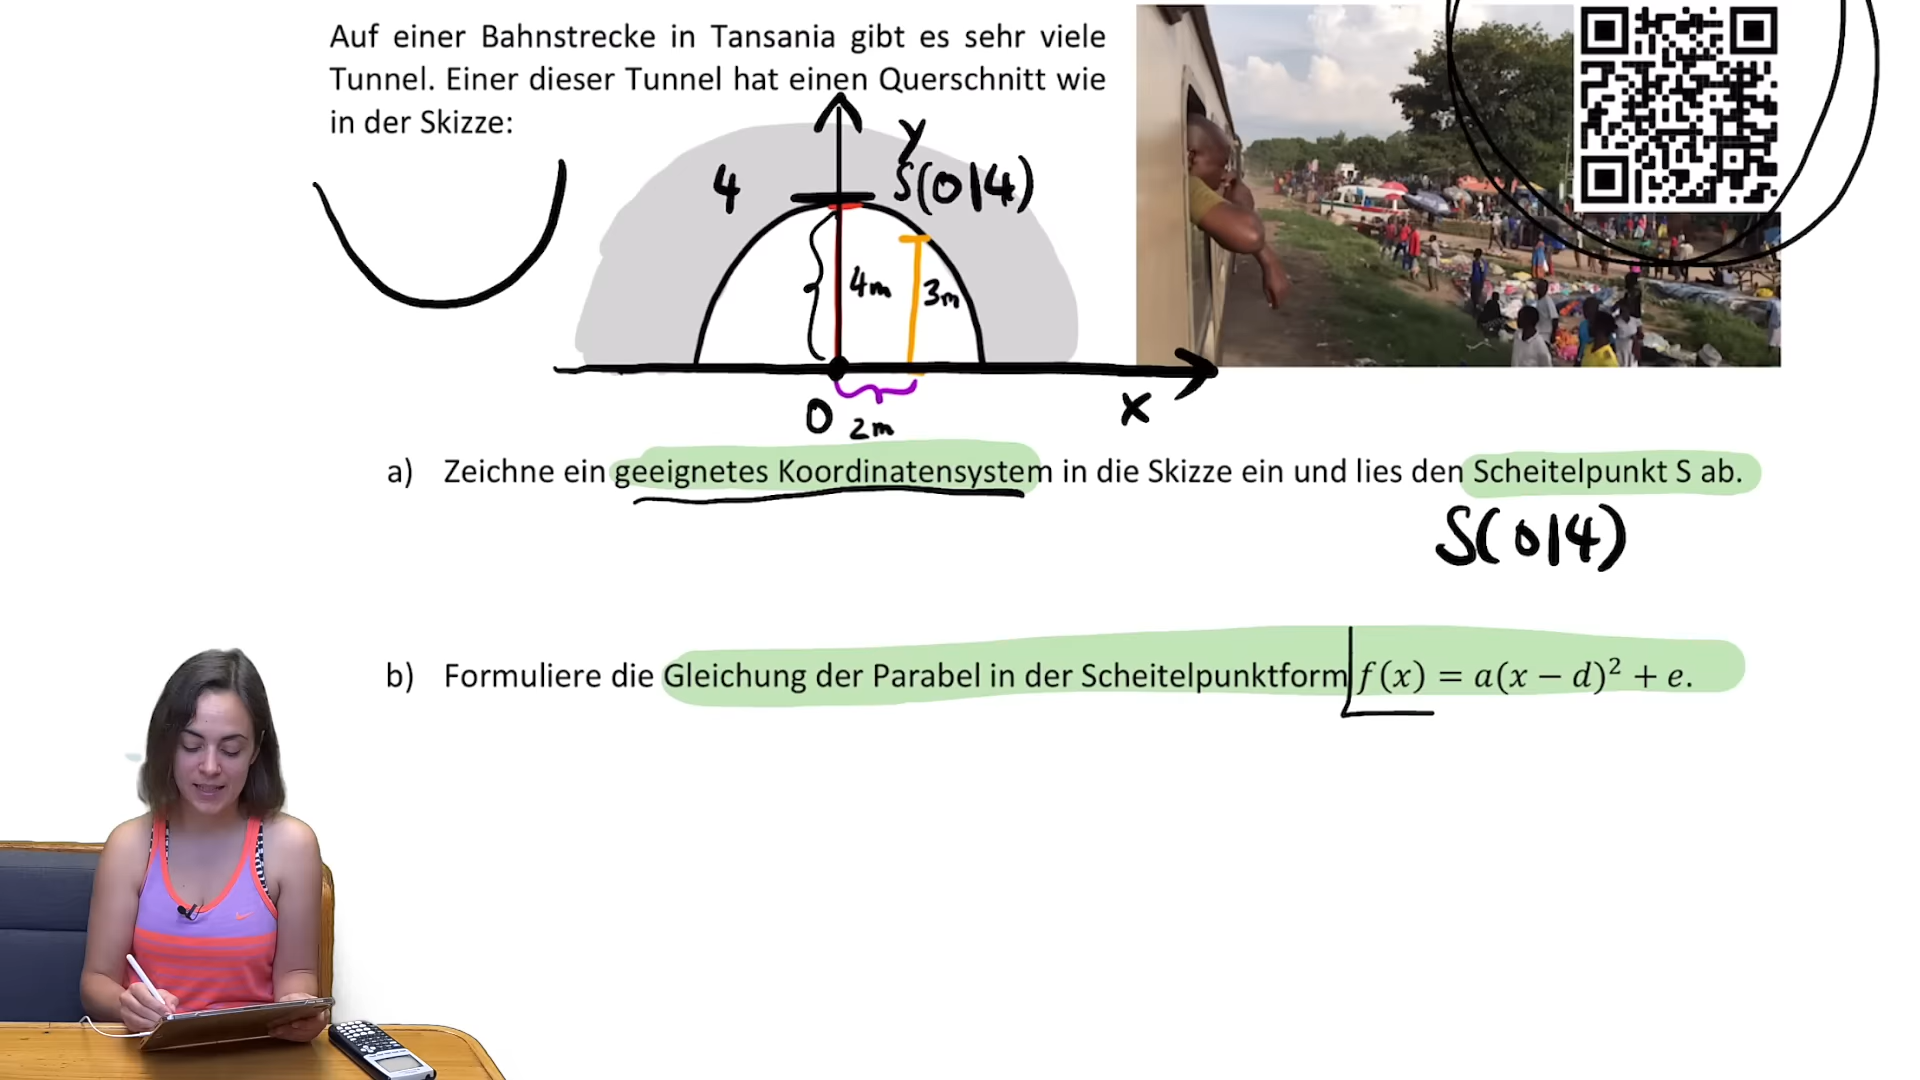 Auf einer Bahnstrecke in Tansania gibt es sehr viele
Tunnel. Einer dieser Tunnel hat einen Querschnitt wie
in der Skizze:
y
4
S(0|4)
4m
3m
0
2m
x
a) Zeichne ein geeignetes Koordinatensystem in die Skizze ein und lies den Scheitelpunkt S ab.
S(0|4)
b) Formuliere die Gleichung der Parabel in der Scheitelpunktform f(x) = a(x − d)² + e.